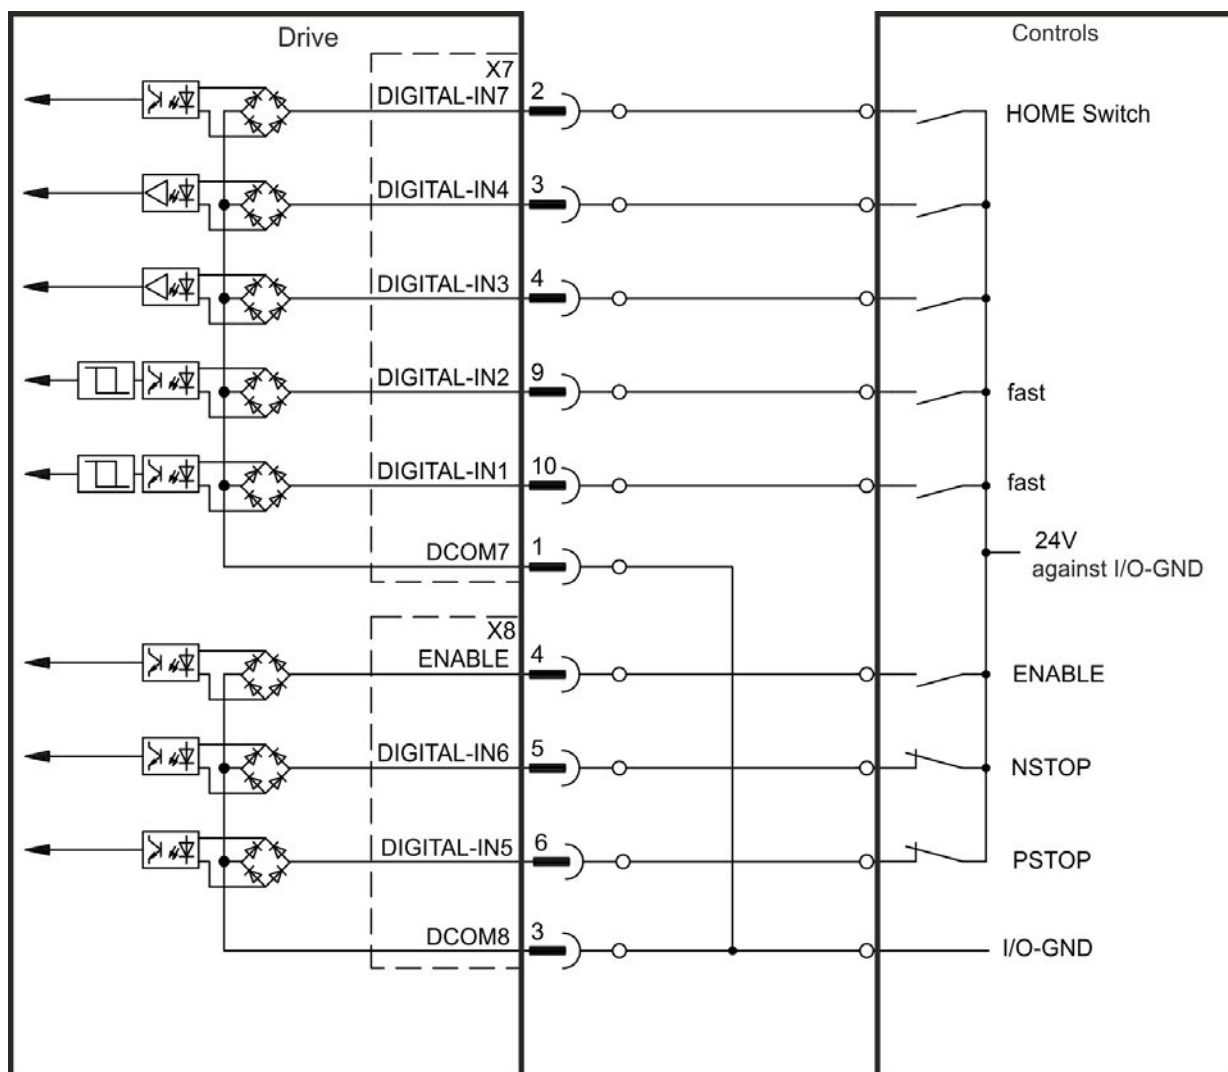 Drive
Controls
X7
DIGITAL-IN7
2
HOME Switch
DIGITAL-IN4
3
DIGITAL-IN3
4
DIGITAL-IN2
9
fast
DIGITAL-IN1
10
fast
DCOM7
1
24V
against I/O-GND
X8
ENABLE
4
ENABLE
DIGITAL-IN6
5
NSTOP
DIGITAL-IN5
6
PSTOP
DCOM8
3
I/O-GND